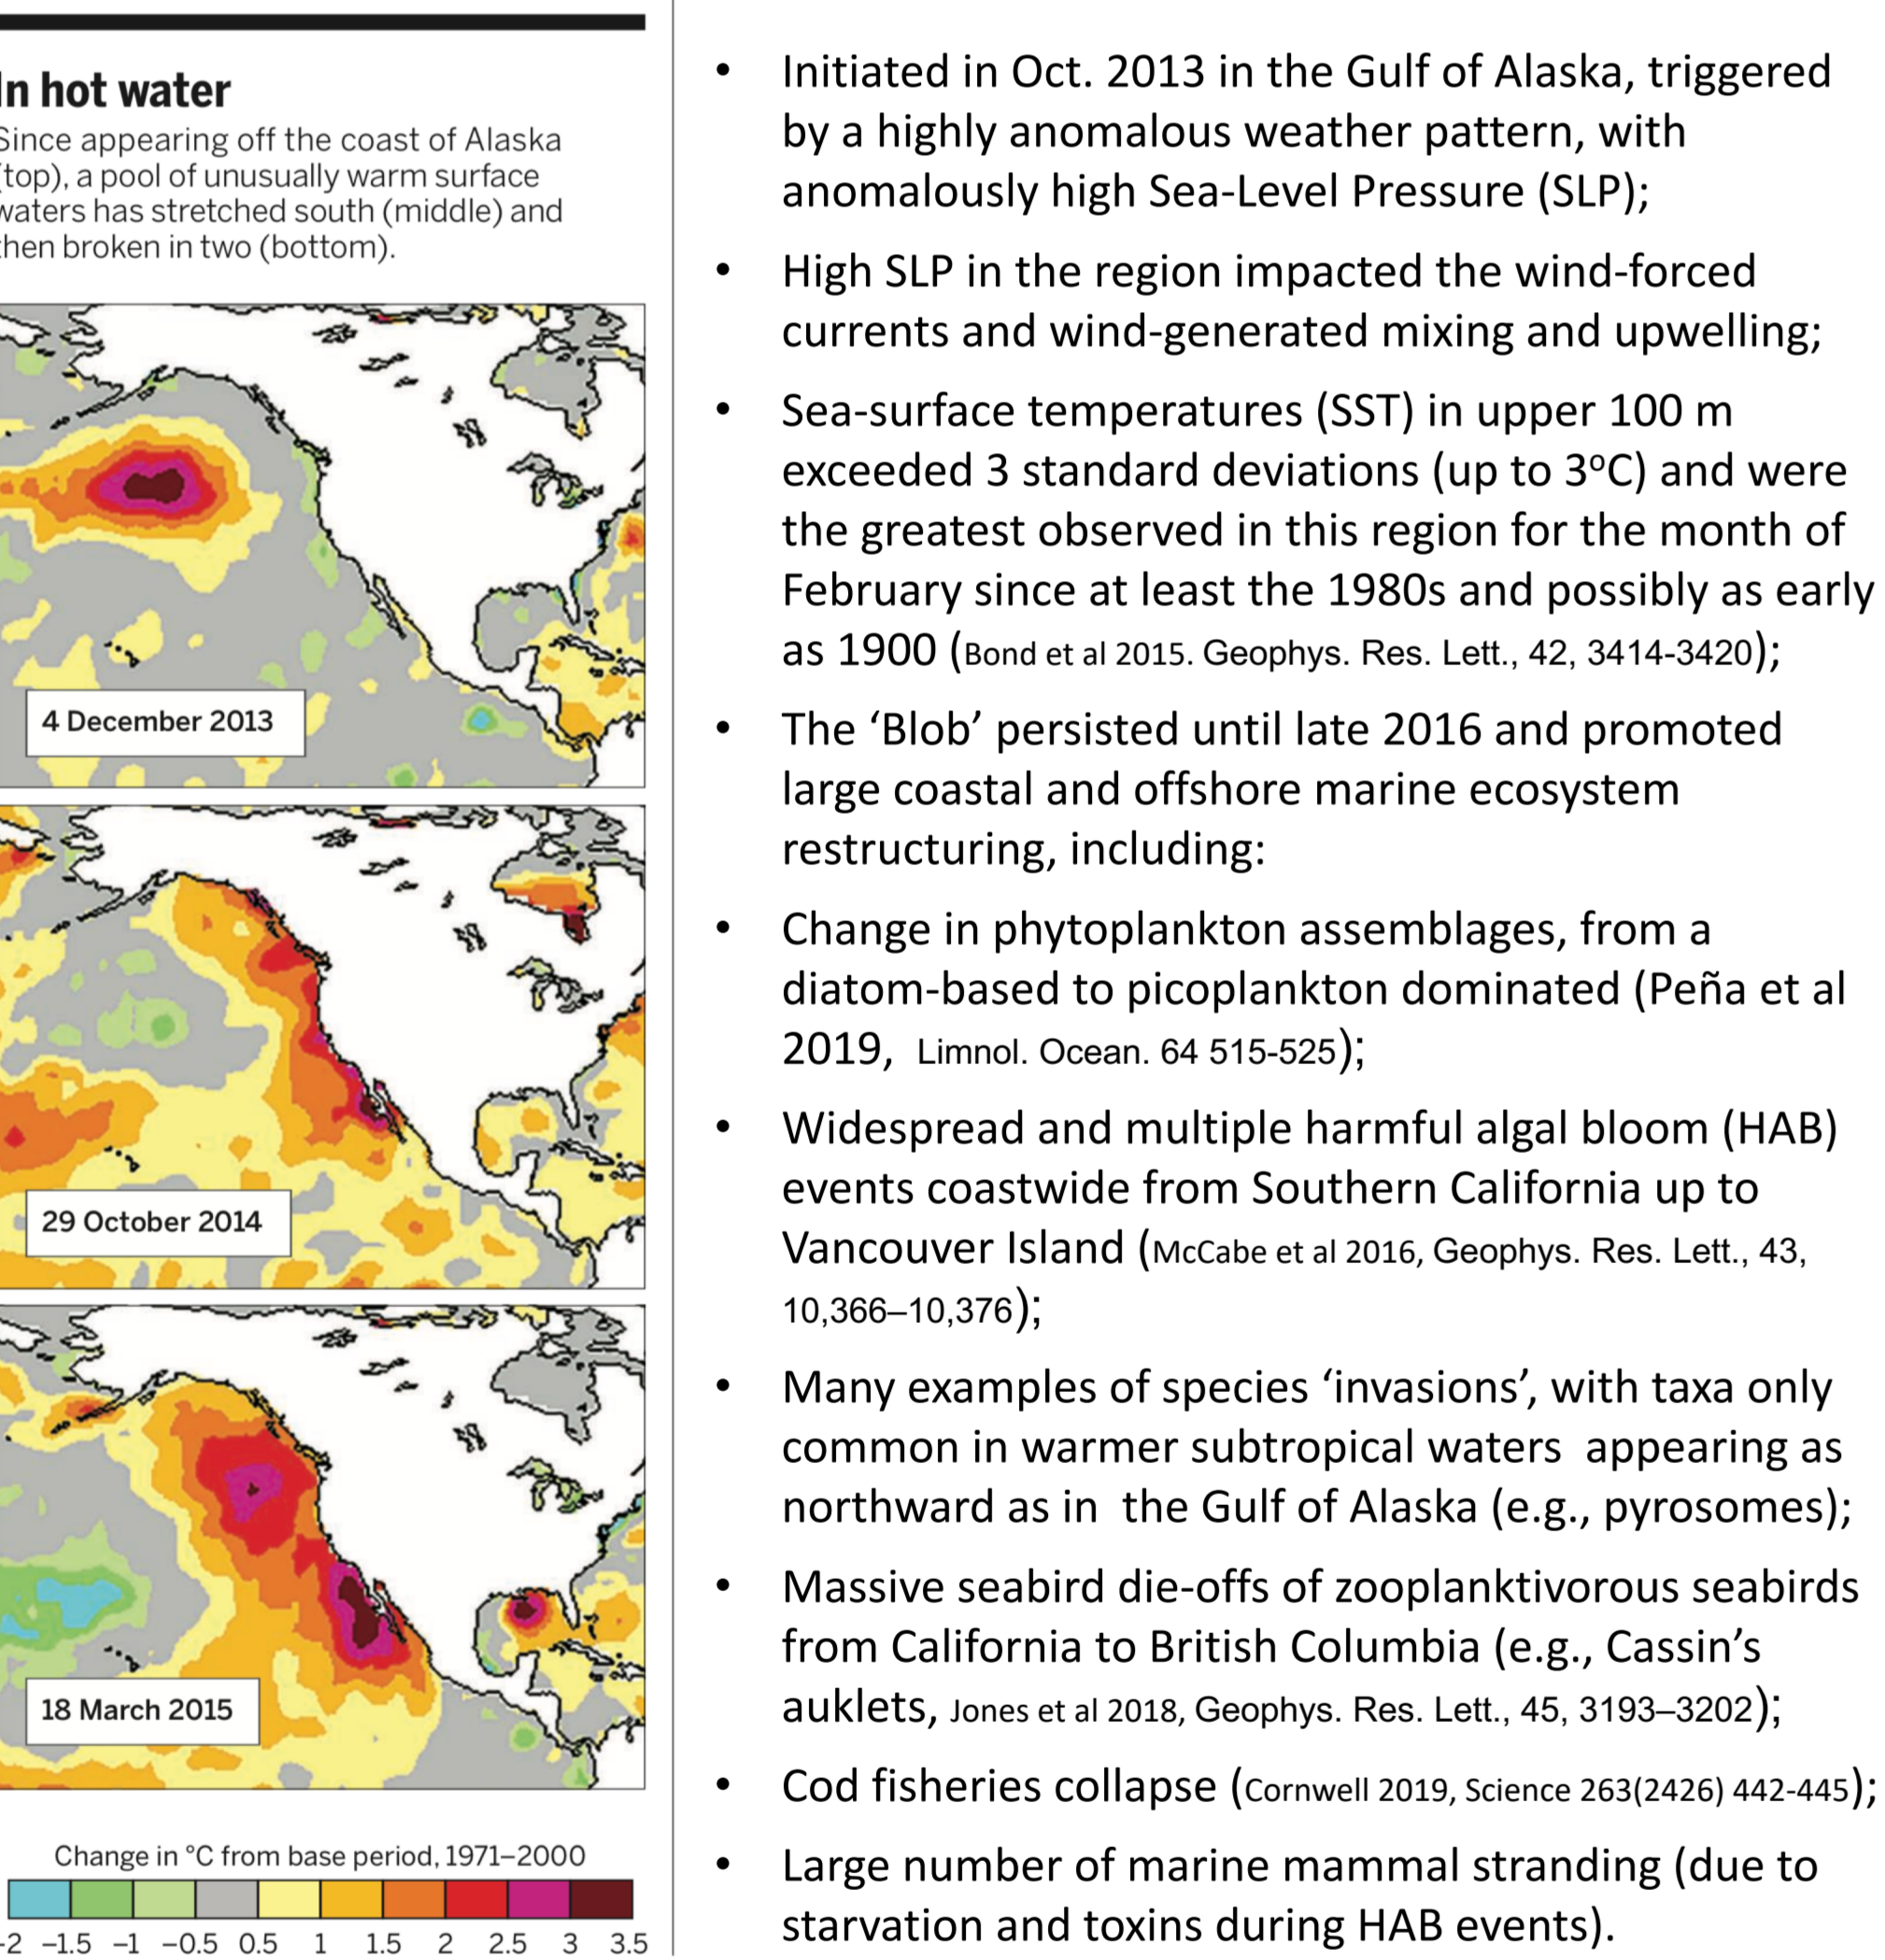 In hot water
Since appearing off the coast of Alaska
(top), a pool of unusually warm surface
waters has stretched south (middle) and
then broken in two (bottom).
4 December 2013
29 October 2014
18 March 2015
Change in °C from base period, 1971–2000
-2 –1.5 –1 –0.5 0.5 1 1.5 2 2.5 3 3.5
• Initiated in Oct. 2013 in the Gulf of Alaska, triggered
by a highly anomalous weather pattern, with
anomalously high Sea-Level Pressure (SLP);
• High SLP in the region impacted the wind-forced
currents and wind-generated mixing and upwelling;
• Sea-surface temperatures (SST) in upper 100 m
exceeded 3 standard deviations (up to 3ºC) and were
the greatest observed in this region for the month of
February since at least the 1980s and possibly as early
as 1900 (Bond et al 2015. Geophys. Res. Lett., 42, 3414-3420);
• The ‘Blob’ persisted until late 2016 and promoted
large coastal and offshore marine ecosystem
restructuring, including:
• Change in phytoplankton assemblages, from a
diatom-based to picoplankton dominated (Peña et al
2019, Limnol. Ocean. 64 515-525);
• Widespread and multiple harmful algal bloom (HAB)
events coastwide from Southern California up to
Vancouver Island (McCabe et al 2016, Geophys. Res. Lett., 43,
10,366–10,376);
• Many examples of species ‘invasions’, with taxa only
common in warmer subtropical waters appearing as
northward as in the Gulf of Alaska (e.g., pyrosomes);
• Massive seabird die-offs of zooplanktivorous seabirds
from California to British Columbia (e.g., Cassin’s
auklets, Jones et al 2018, Geophys. Res. Lett., 45, 3193–3202);
• Cod fisheries collapse (Cornwell 2019, Science 263(2426) 442-445);
• Large number of marine mammal stranding (due to
starvation and toxins during HAB events).